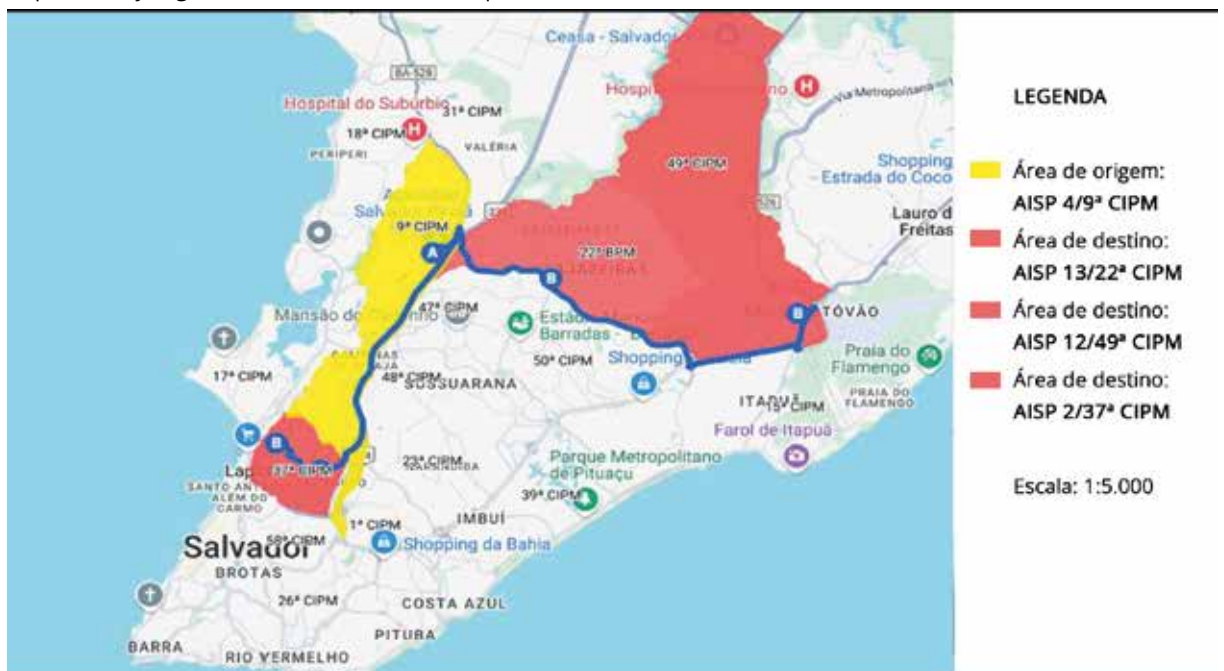 Ceasa - Salvador
BA-528
Hospital do Subúrbio
31ª CIPM
18ª CIPM
PERIPERI
VALÉRIA
Via Metropolitana
49ª CIPM
Shopping
Estrada do Coco
Lauro d
Freitas
9ª CIPM
A
22ª BPM
B
47ª CIPM
Barradas
B
TOVÃO
50ª CIPM
Shopping
Praia do
Flamengo
17ª CIPM
48ª CIPM
SUSSUARANA
ITAPUÃ
15ª CIPM
PRAIA DO
FLAMENGO
Farol de Itapuã
B
37ª CIPM
23ª CIPM
Parque Metropolitano
de Pituaçu
39ª CIPM
SANTO ANT
ALÉM DO
CARMO
1ª CIPM
IMBUÍ
58ª CIPM
Shopping da Bahia
Salvador
BROTAS
26ª CIPM
COSTA AZUL
PITUBA
BARRA
RIO VERMELHO
LEGENDA
Área de origem:
AISP 4/9ª CIPM
Área de destino:
AISP 13/22ª CIPM
Área de destino:
AISP 12/49ª CIPM
Área de destino:
AISP 2/37ª CIPM
Escala: 1:5.000